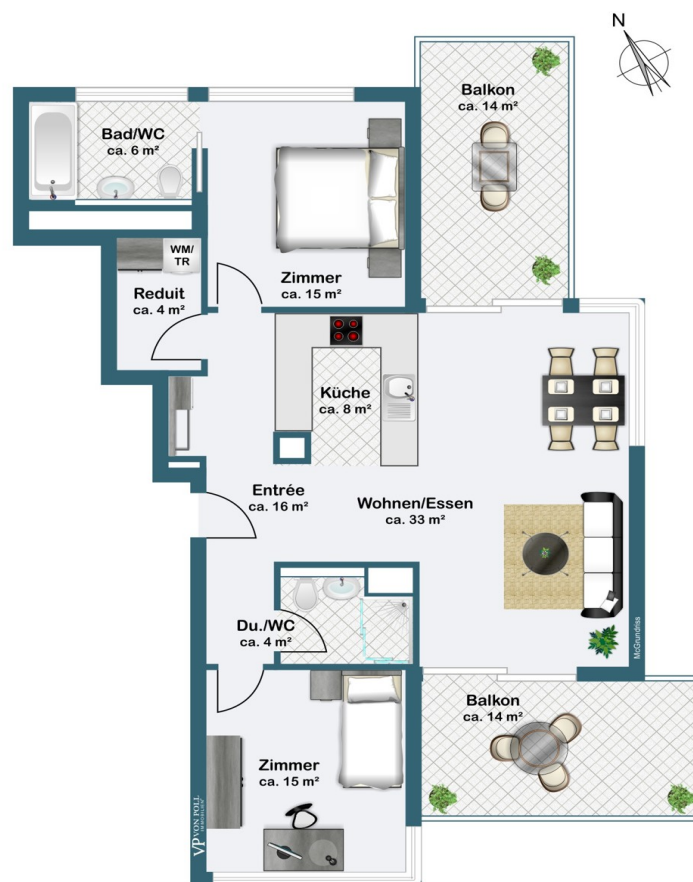 N
Balkon
ca. 14 m²
Bad/WC
ca. 6 m²
WM/
TR
Zimmer
ca. 15 m²
Reduit
ca. 4 m²
Küche
ca. 8 m²
Entrée
ca. 16 m²
Wohnen/Essen
ca. 33 m²
Du./WC
ca. 4 m²
McGrundriss
Balkon
ca. 14 m²
Zimmer
ca. 15 m²
VP VON POLL
IMMOBILIEN